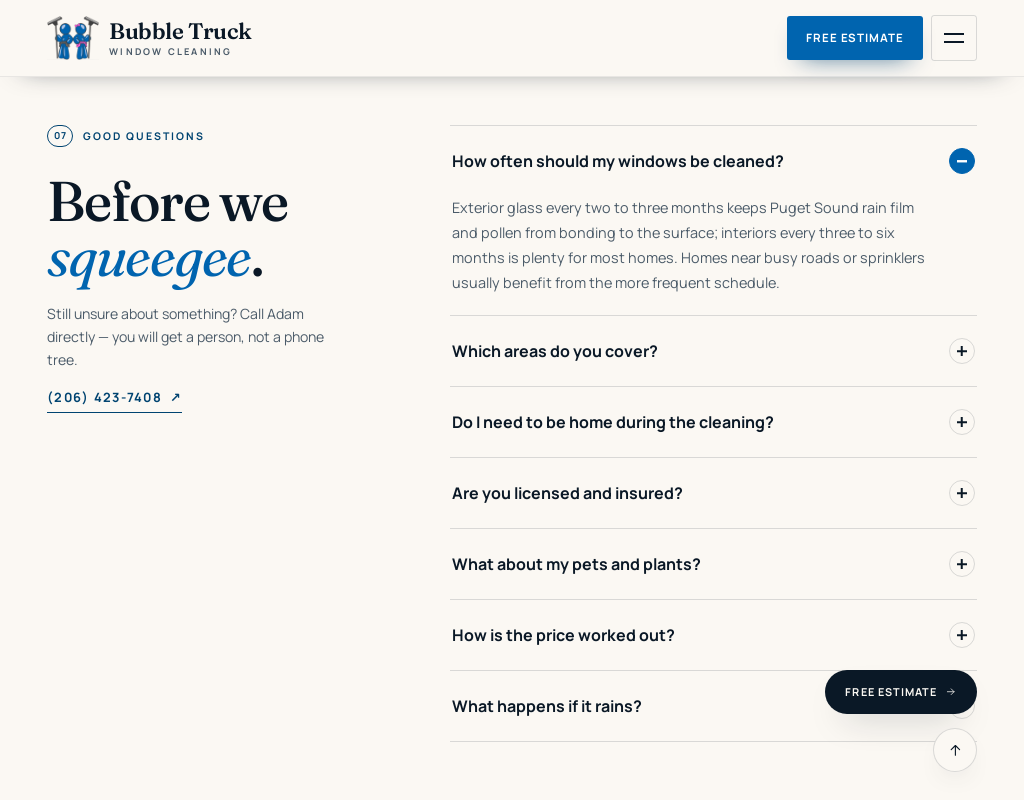 Bubble Truck
WINDOW CLEANING
FREE ESTIMATE
07 GOOD QUESTIONS
Before we
squeegee.
Still unsure about something? Call Adam
directly — you will get a person, not a phone
tree.
(206) 423-7408 ↗
How often should my windows be cleaned?
Exterior glass every two to three months keeps Puget Sound rain film
and pollen from bonding to the surface; interiors every three to six
months is plenty for most homes. Homes near busy roads or sprinklers
usually benefit from the more frequent schedule.
Which areas do you cover?
Do I need to be home during the cleaning?
Are you licensed and insured?
What about my pets and plants?
How is the price worked out?
What happens if it rains?
FREE ESTIMATE →